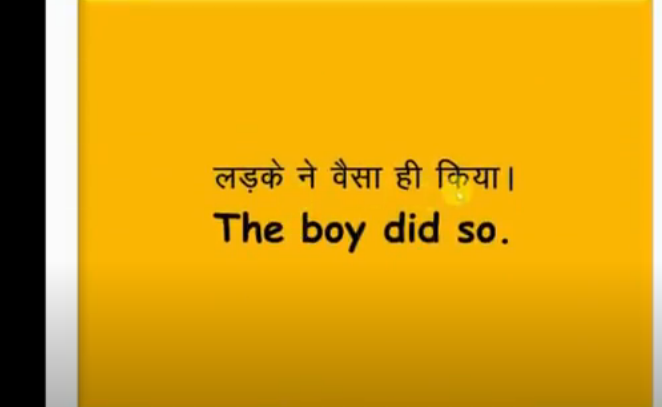 लड़के ने वैसा ही किया।
The boy did so.